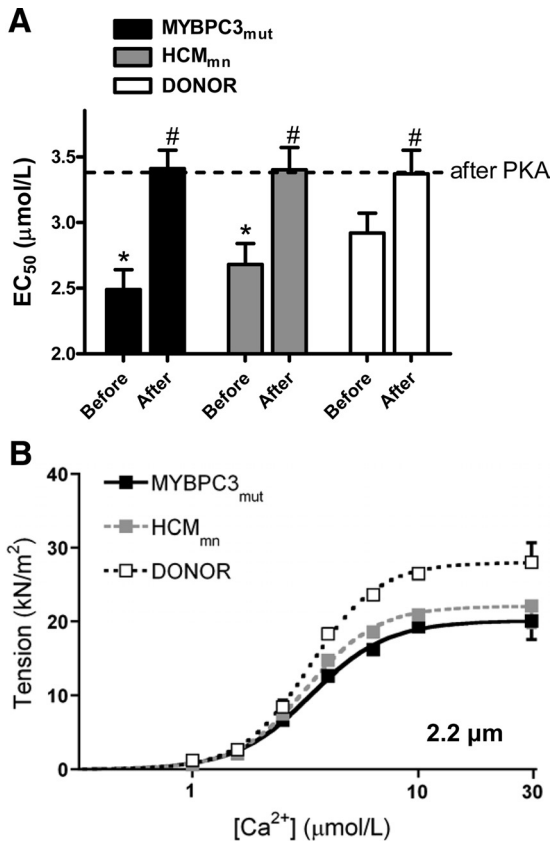 A
MYBPC3mut
HCMmn
DONOR
EC50 (μmol/L)
3.5
3.0
2.5
2.0
* # * # #
after PKA
Before After Before After Before After
B
Tension (kN/m²)
40
30
20
10
0
MYBPC3mut
HCMmn
DONOR
2.2 μm
1 10 30
[Ca2+] (μmol/L)